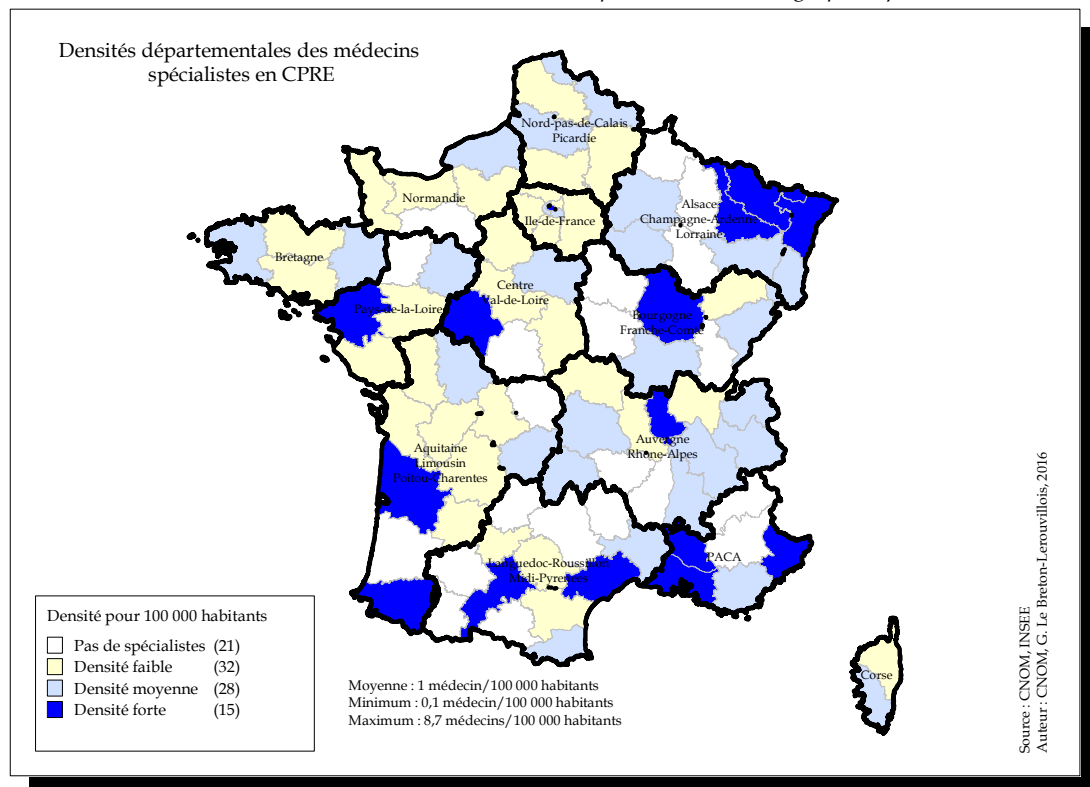 Densités départementales des médecins
spécialistes en CPRE
Nord-pas-de-Calais
Picardie
Normandie
Ile-de-France
Alsace
Champagne-Ardenne
Lorraine
Bretagne
Centre
Val-de-Loire
Pays-de-la-Loire
Bourgogne
Franche-Comté
Auvergne
Rhône-Alpes
Aquitaine
Limousin
Poitou-Charentes
Languedoc-Roussillon
Midi-Pyrénées
PACA
Corse
Densité pour 100 000 habitants
Pas de spécialistes (21)
Densité faible (32)
Densité moyenne (28)
Densité forte (15)
Moyenne : 1 médecin/100 000 habitants
Minimum : 0,1 médecin/100 000 habitants
Maximum : 8,7 médecins/100 000 habitants
Source : CNOM, INSEE
Auteur : CNOM, G. Le Breton-Lerouvillois, 2016